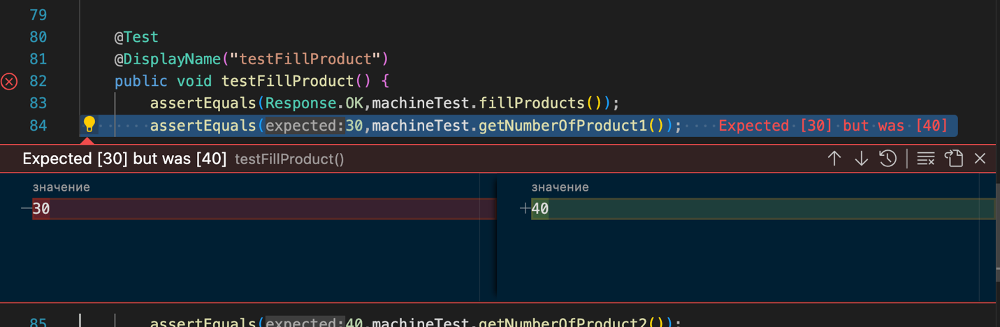 79
80 @Test
81 @DisplayName("testFillProduct")
82 public void testFillProduct() {
83 assertEquals(Response.OK,machineTest.fillProducts());
84 assertEquals(expected:30,machineTest.getNumberOfProduct1()); Expected [30] but was [40]
Expected [30] but was [40] testFillProduct()
значение значение
30 40
85 assertEquals(expected:40,machineTest.getNumberOfProduct2());